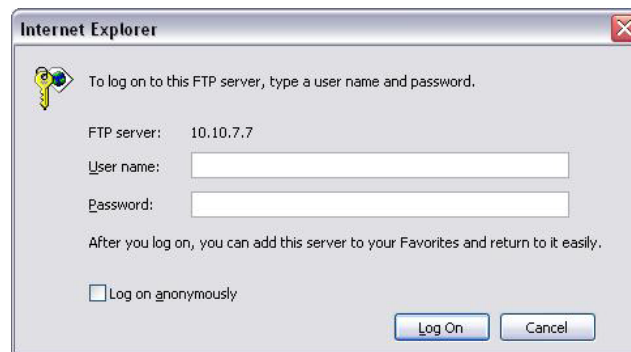 Internet Explorer
To log on to this FTP server, type a user name and password.
FTP server: 10.10.7.7
User name:
Password:
After you log on, you can add this server to your Favorites and return to it easily.
Log on anonymously
Log On Cancel